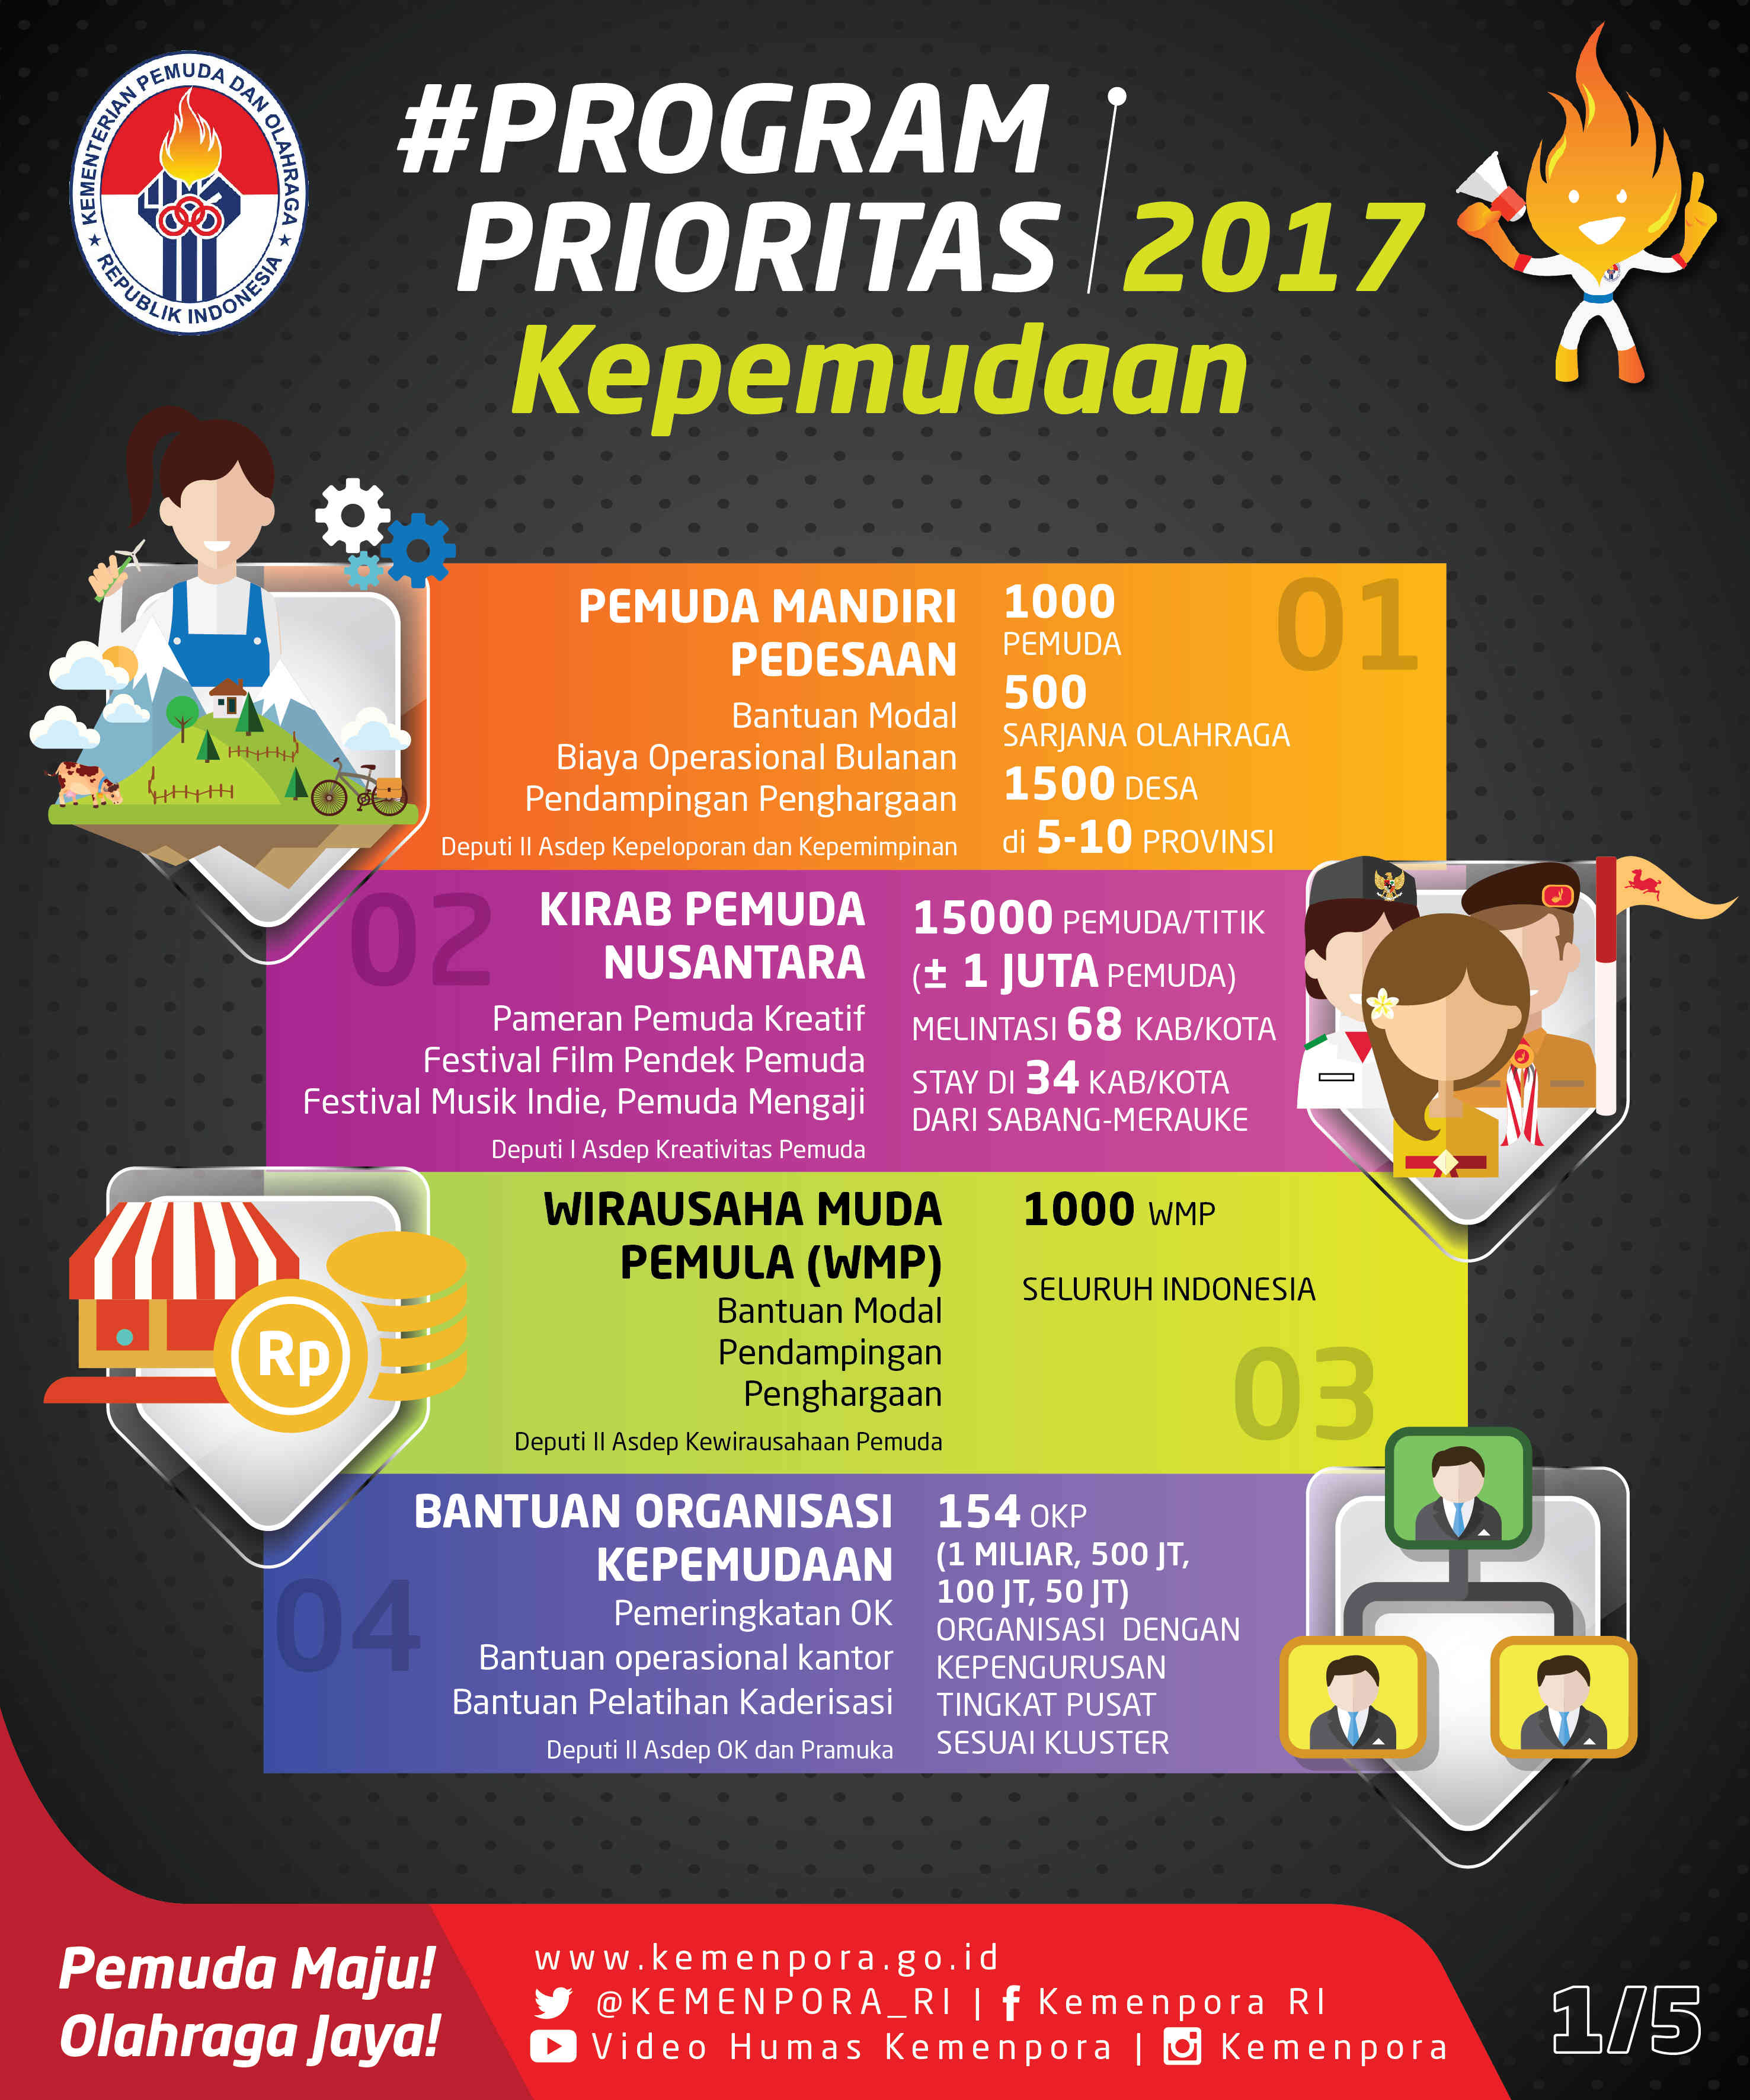 KEMENTERIAN PEMUDA DAN OLAHRAGA
REPUBLIK INDONESIA
#PROGRAM
PRIORITAS 2017
Kepemudaan
01
PEMUDA MANDIRI
PEDESAAN
Bantuan Modal
Biaya Operasional Bulanan
Pendampingan Penghargaan
Deputi II Asdep Kepeloporan dan Kepemimpinan
1000
PEMUDA
500
SARJANA OLAHRAGA
1500 DESA
di 5-10 PROVINSI
02
KIRAB PEMUDA
NUSANTARA
Pameran Pemuda Kreatif
Festival Film Pendek Pemuda
Festival Musik Indie, Pemuda Mengaji
Deputi I Asdep Kreativitas Pemuda
15000 PEMUDA/TITIK
(± 1 JUTA PEMUDA)
MELINTASI 68 KAB/KOTA
STAY DI 34 KAB/KOTA
DARI SABANG-MERAUKE
WIRAUSAHA MUDA
PEMULA (WMP)
Bantuan Modal
Pendampingan
Penghargaan
Deputi II Asdep Kewirausahaan Pemuda
1000 WMP
SELURUH INDONESIA
03
Rp
04
BANTUAN ORGANISASI
KEPEMUDAAN
Pemeringkatan OK
Bantuan operasional kantor
Bantuan Pelatihan Kaderisasi
Deputi II Asdep OK dan Pramuka
154 OKP
(1 MILIAR, 500 JT,
100 JT, 50 JT)
ORGANISASI DENGAN
KEPENGURUSAN
TINGKAT PUSAT
SESUAI KLUSTER
Pemuda Maju!
Olahraga Jaya!
www.kemenpora.go.id
@KEMENPORA_RI | Kemenpora RI
Video Humas Kemenpora | Kemenpora
1/5